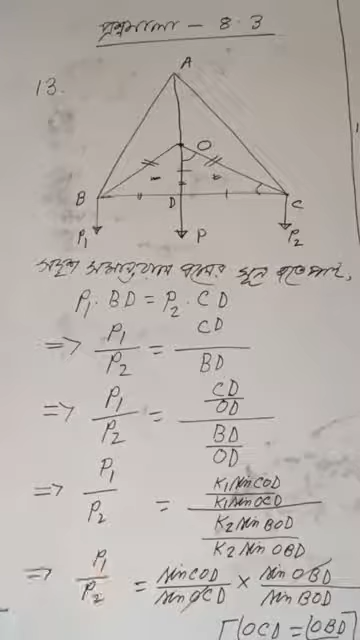 প্রশ্নমালা - 8.3
13.
A
O
B
D
C
P₁
P
P₂
সদৃশ সমান্তরাল বলের সূত্র হতে পাই,
P₁ · BD = P₂ · CD
=> P₁/P₂ = CD/BD
=> P₁/P₂ = (CD/OD)/(BD/OD)
=> P₁/P₂ = (K₁ sin COD/K₁ sin OCD)/(K₂ sin BOD/K₂ sin OBD)
=> P₁/P₂ = sin COD/sin OCD × sin OBD/sin BOD
[∠OCD = ∠OBD]